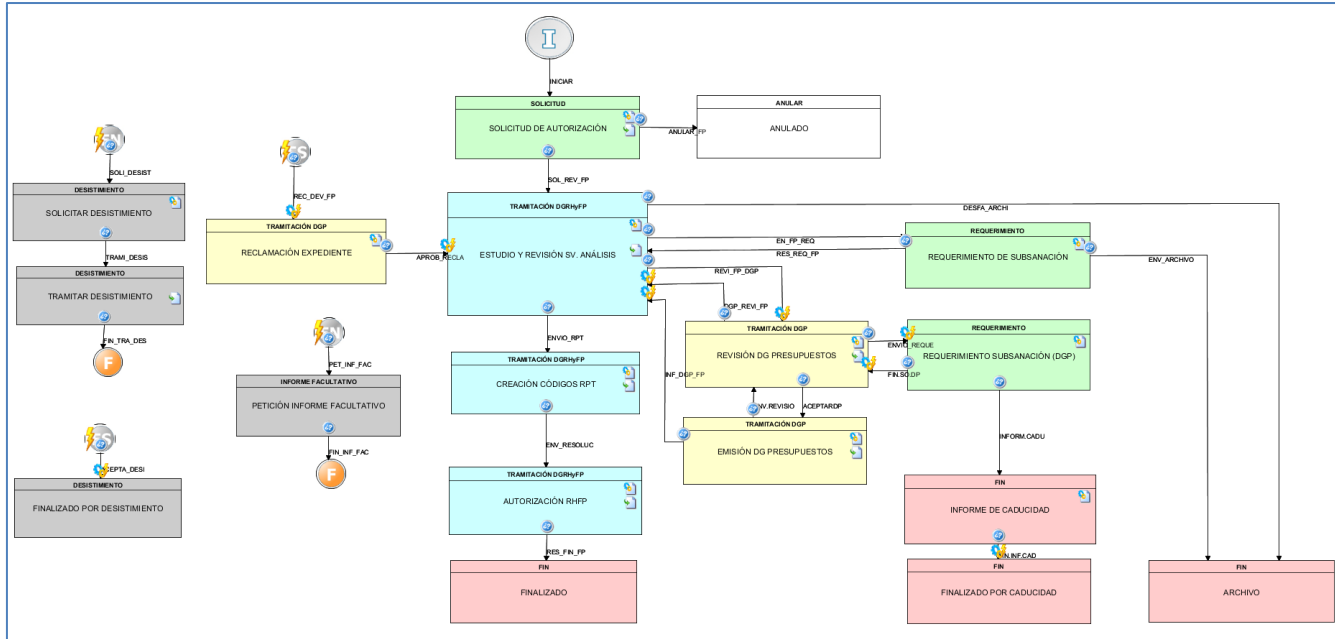 I
INICIAR
SOLICITUD
SOLICITUD DE AUTORIZACIÓN
ANULAR_FP
ANULAR
ANULADO
SOL_REV_FP
SOLI_DESIST
DESISTIMIENTO
SOLICITAR DESISTIMIENTO
TRAMI_DESIS
DESISTIMIENTO
TRAMITAR DESISTIMIENTO
FIN_TRA_DES
F
REC_DEV_FP
TRAMITACIÓN DGP
RECLAMACIÓN EXPEDIENTE
APROB_RECLA
TRAMITACIÓN DGRHyFP
ESTUDIO Y REVISIÓN SV. ANÁLISIS
DESFA_ARCHI
EN_FP_REQ
RES_REQ_FP
REQUERIMIENTO
REQUERIMIENTO DE SUBSANACIÓN
ENV_ARCHIVO
REVI_FP_DGP
DGP_REVI_FP
INF_DGP_FP
TRAMITACIÓN DGP
REVISIÓN DG PRESUPUESTOS
ENVIO_REQUE
FIN.SO.DP
REQUERIMIENTO
REQUERIMIENTO SUBSANACIÓN (DGP)
ACEPTARDP
TRAMITACIÓN DGP
EMISIÓN DG PRESUPUESTOS
INFORM.CADU
ENVIO_RPT
TRAMITACIÓN DGRHyFP
CREACIÓN CÓDIGOS RPT
ENV_RESOLUC
TRAMITACIÓN DGRHyFP
AUTORIZACIÓN RHFP
RES_FIN_FP
FIN
FINALIZADO
PET_INF_FAC
INFORME FACULTATIVO
PETICIÓN INFORME FACULTATIVO
FIN_INF_FAC
F
DESISTIMIENTO
FINALIZADO POR DESISTIMIENTO
FIN
INFORME DE CADUCIDAD
FIN
FINALIZADO POR CADUCIDAD
FIN
ARCHIVO